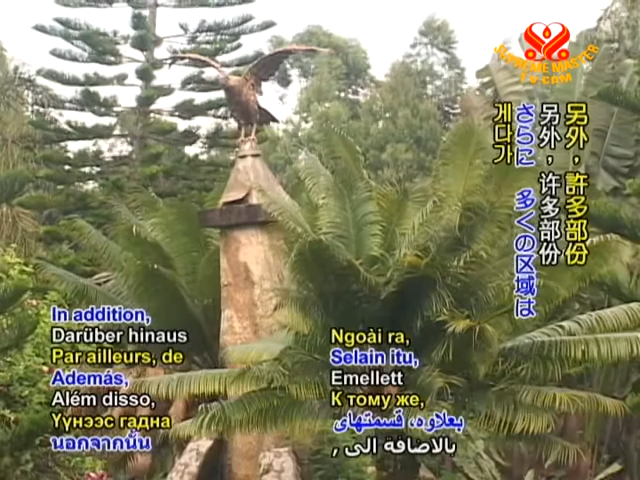 SUPREME MASTER
TV.COM
另外，許多部份
另外，许多部份
さらに 多くの区域は
게다가
In addition,
Darüber hinaus
Par ailleurs, de
Además,
Além disso,
Үүнээс гадна
นอกจากนั้น
Ngoài ra,
Selain itu,
Emellett
К тому же,
بعلاوه، قسمتهای
بالاضافة الى ,